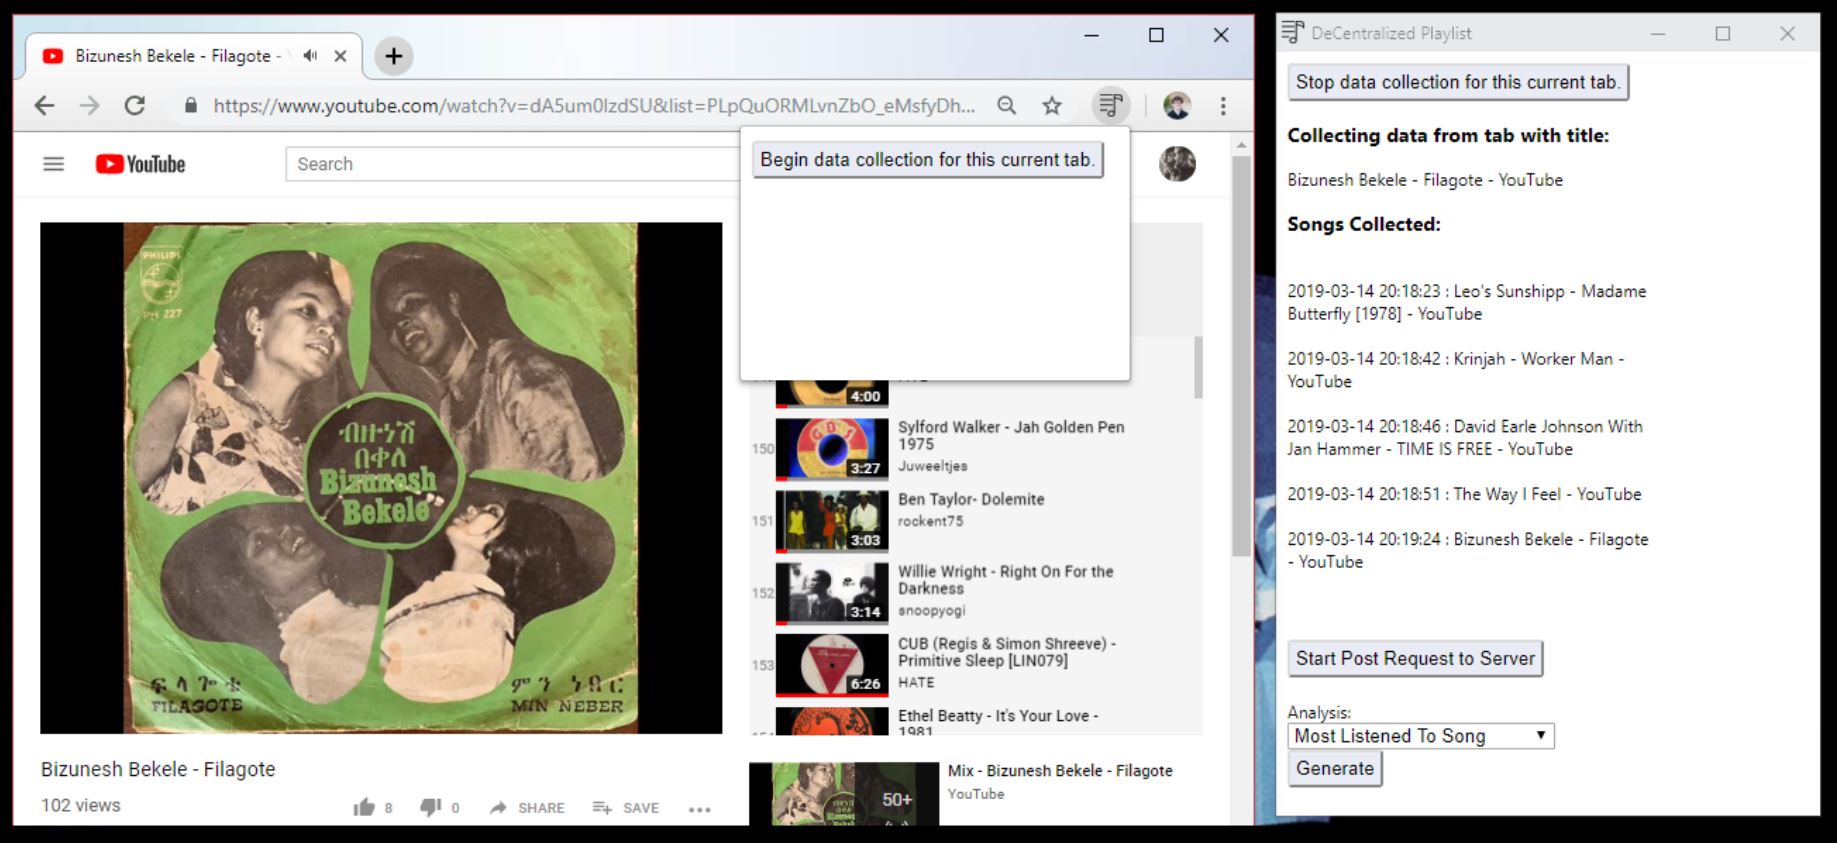 Bizunesh Bekele - Filagote -
https://www.youtube.com/watch?v=dA5um0IzdSU&list=PLpQuORMLvnZbO_eMsfyDh...
YouTube
Search
Begin data collection for this current tab.
PHILIPS
PH 227
ብዙነሽ
በቀለ
Bizunesh
Bekele
ፍላጎቴ
FILAGOTE
ምን ነበር
MIN NEBER
4:00
150
3:27
Sylford Walker - Jah Golden Pen
1975
Juweeltjes
151
3:03
Ben Taylor- Dolemite
rockent75
152
3:14
Willie Wright - Right On For the
Darkness
snoopyogi
153
6:26
CUB (Regis & Simon Shreeve) -
Primitive Sleep [LIN079]
HATE
Ethel Beatty - It's Your Love -
1981
Bizunesh Bekele - Filagote
102 views
8
0
SHARE
SAVE
50+
Mix - Bizunesh Bekele - Filagote
YouTube
DeCentralized Playlist
Stop data collection for this current tab.
Collecting data from tab with title:
Bizunesh Bekele - Filagote - YouTube
Songs Collected:
2019-03-14 20:18:23 : Leo's Sunshipp - Madame
Butterfly [1978] - YouTube
2019-03-14 20:18:42 : Krinjah - Worker Man -
YouTube
2019-03-14 20:18:46 : David Earle Johnson With
Jan Hammer - TIME IS FREE - YouTube
2019-03-14 20:18:51 : The Way I Feel - YouTube
2019-03-14 20:19:24 : Bizunesh Bekele - Filagote
- YouTube
Start Post Request to Server
Analysis:
Most Listened To Song
Generate